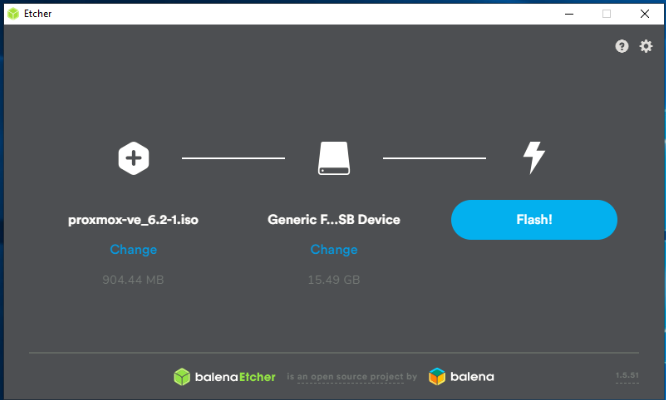 Etcher
proxmox-ve_6.2-1.iso
Generic F...SB Device
Flash!
Change
Change
904.44 MB
15.49 GB
balenaEtcher is an open source project by balena
1.5.51